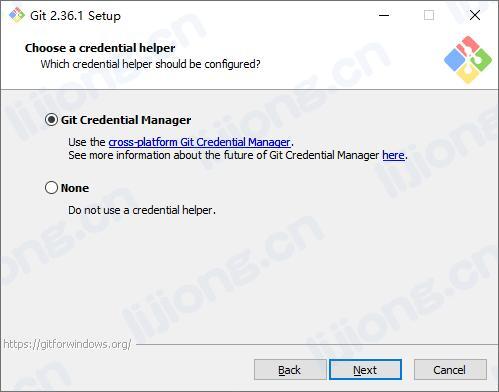 Git 2.36.1 Setup
Choose a credential helper
Which credential helper should be configured?
Git Credential Manager
Use the cross-platform Git Credential Manager.
See more information about the future of Git Credential Manager here.
None
Do not use a credential helper.
https://gitforwindows.org/
Back Next Cancel
lijiong.cn
lijiong.cn
lijiong.cn
lijiong.cn
lijiong.cn
lijiong.cn